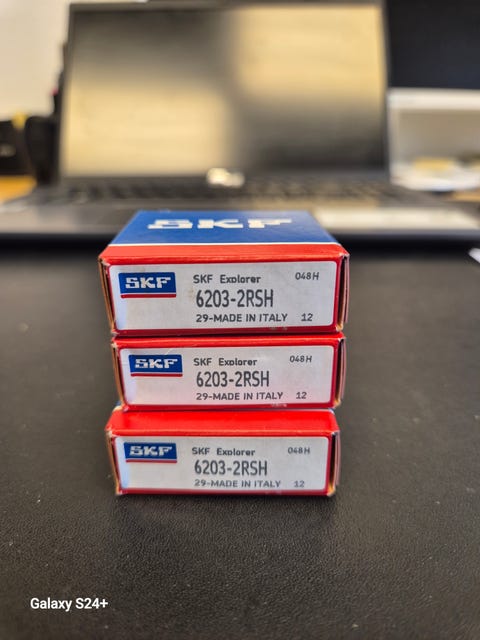 SKF
SKF
SKF Explorer 048H
6203-2RSH
29-MADE IN ITALY 12
SKF
SKF Explorer 048H
6203-2RSH
29-MADE IN ITALY 12
SKF
SKF Explorer 048H
6203-2RSH
29-MADE IN ITALY 12
Galaxy S24+